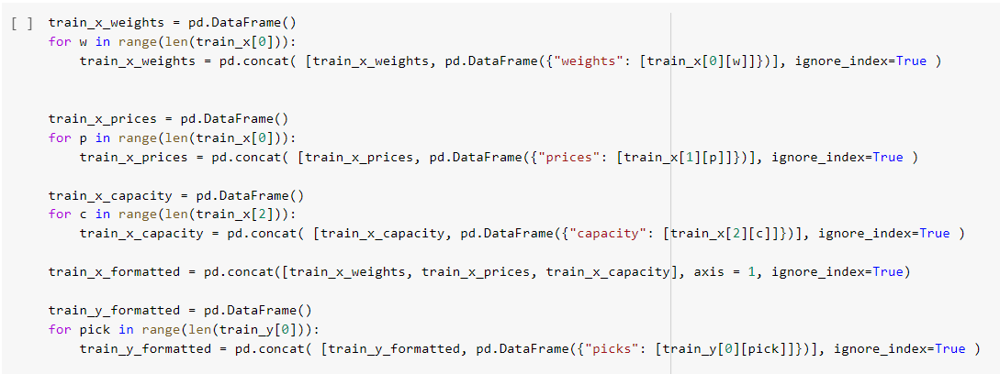 [ ] train_x_weights = pd.DataFrame()
for w in range(len(train_x[0])):
    train_x_weights = pd.concat( [train_x_weights, pd.DataFrame({"weights": [train_x[0][w]]})], ignore_index=True )
train_x_prices = pd.DataFrame()
for p in range(len(train_x[0])):
    train_x_prices = pd.concat( [train_x_prices, pd.DataFrame({"prices": [train_x[1][p]]})], ignore_index=True )
train_x_capacity = pd.DataFrame()
for c in range(len(train_x[2])):
    train_x_capacity = pd.concat( [train_x_capacity, pd.DataFrame({"capacity": [train_x[2][c]]})], ignore_index=True )
train_x_formatted = pd.concat([train_x_weights, train_x_prices, train_x_capacity], axis = 1, ignore_index=True)
train_y_formatted = pd.DataFrame()
for pick in range(len(train_y[0])):
    train_y_formatted = pd.concat( [train_y_formatted, pd.DataFrame({"picks": [train_y[0][pick]]})], ignore_index=True )